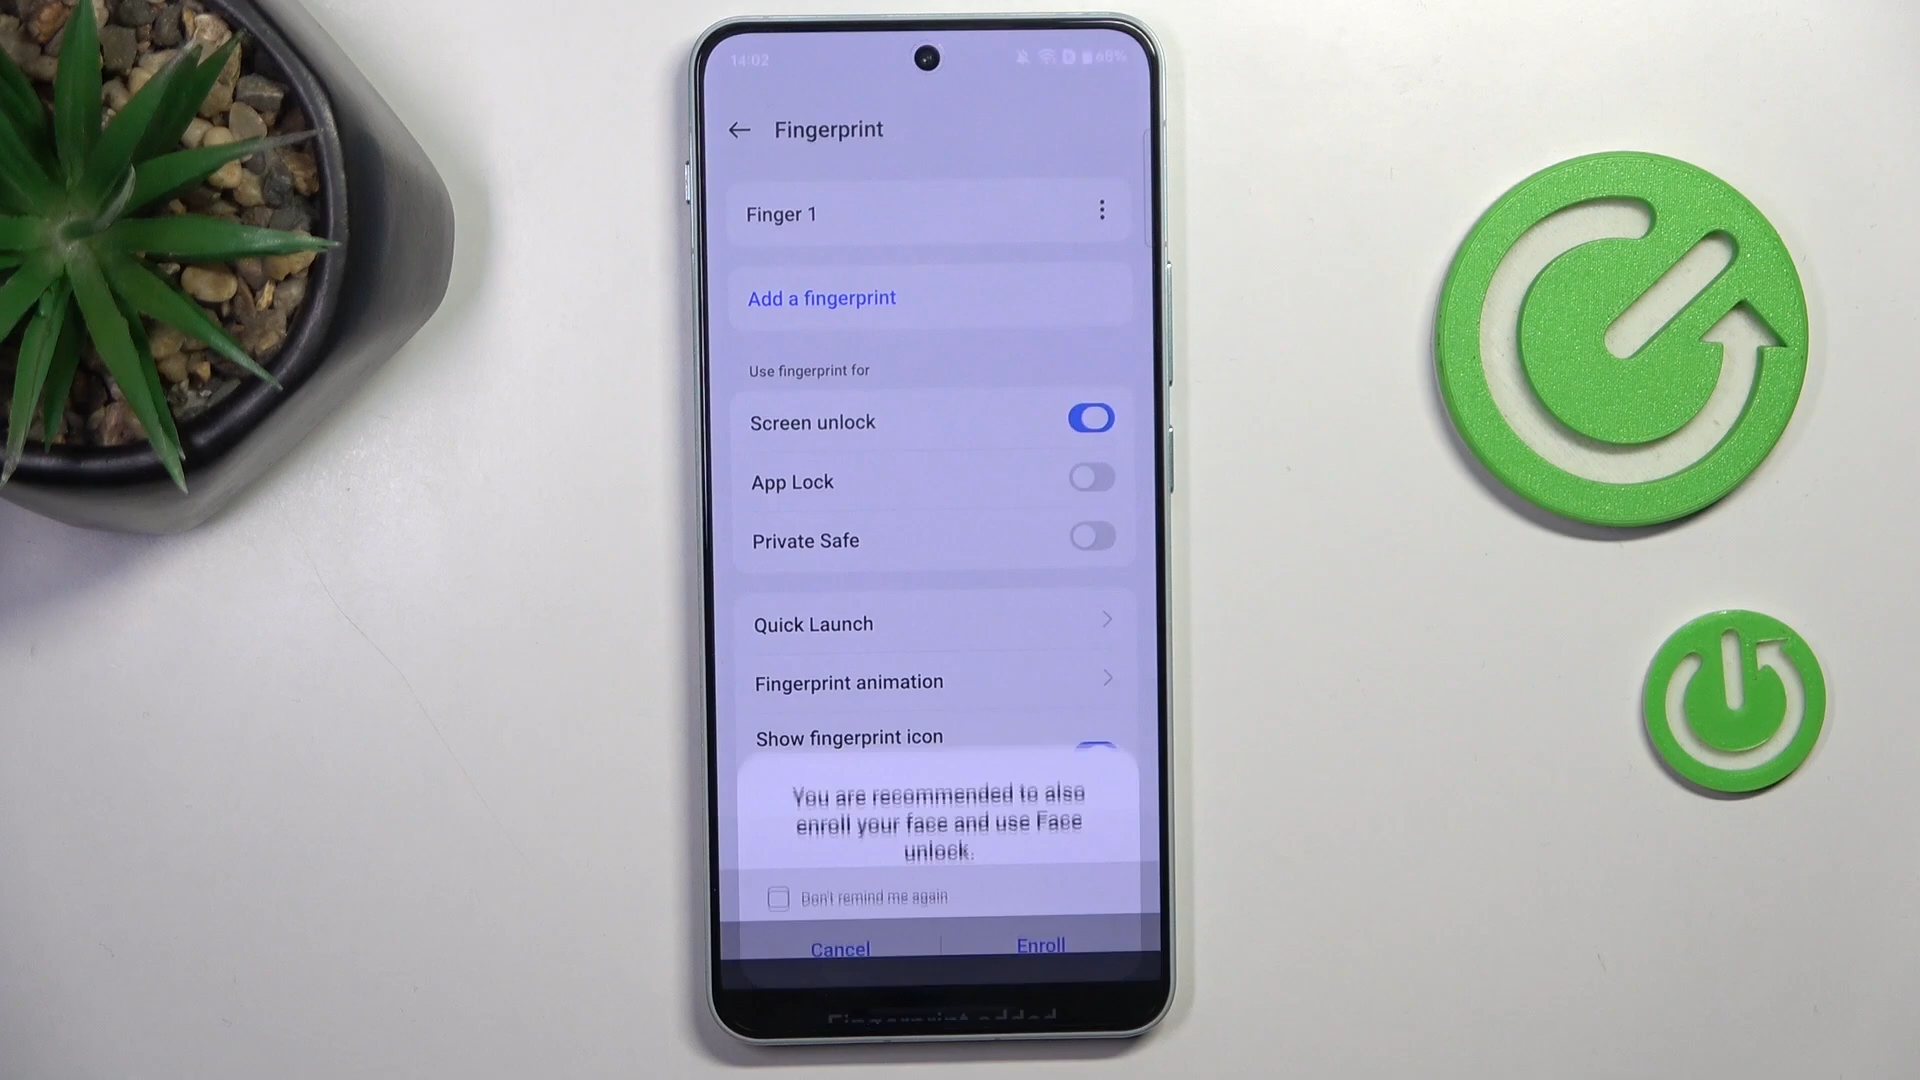 14:02
68%
Fingerprint
Finger 1
Add a fingerprint
Use fingerprint for
Screen unlock
App Lock
Private Safe
Quick Launch
Fingerprint animation
Show fingerprint icon
You are recommended to also
enroll your face and use Face
unlock.
Don't remind me again
Cancel
Enroll
Fingerprint added